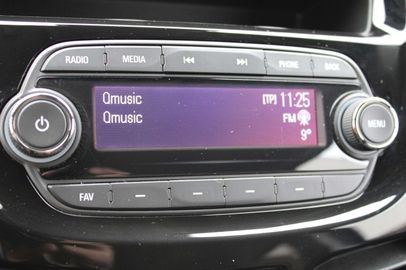 RADIO MEDIA PHONE BACK
Qmusic [TP] 11:25
Qmusic FM
9°
MENU
FAV